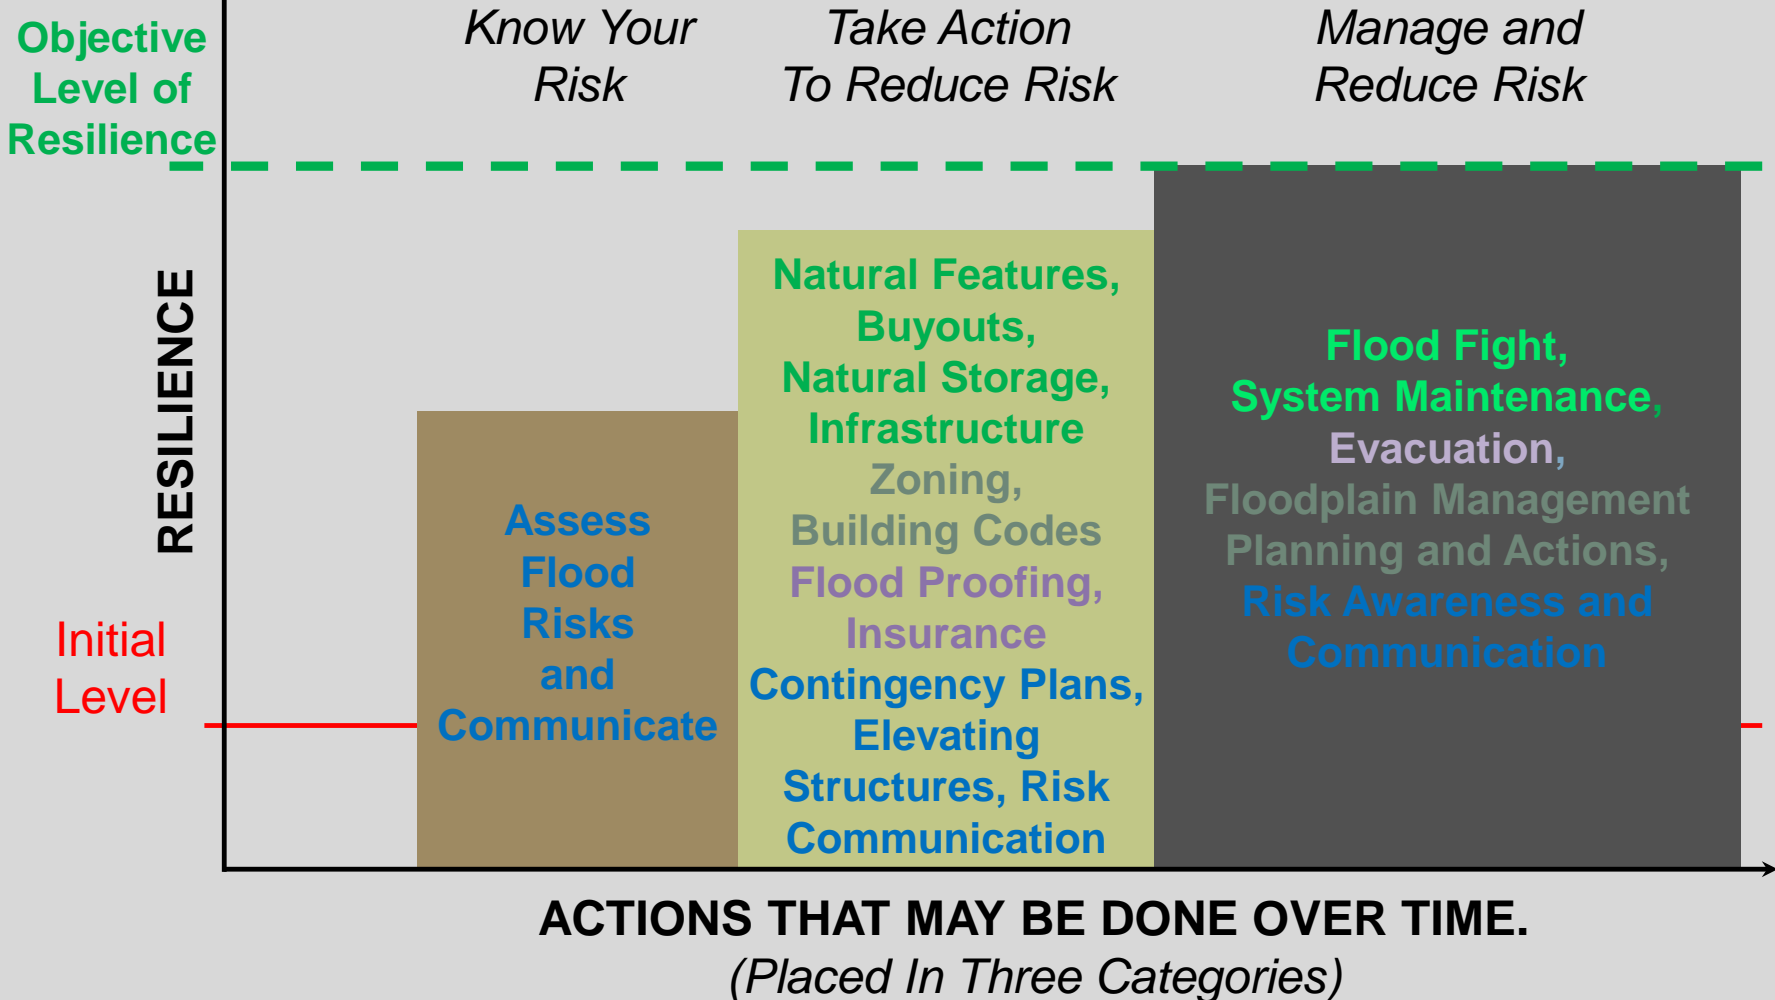 Objective
Level of
Resilience
Know Your
Risk
Take Action
To Reduce Risk
Manage and
Reduce Risk
RESILIENCE
Initial
Level
Assess
Flood
Risks
and
Communicate
Natural Features,
Buyouts,
Natural Storage,
Infrastructure
Zoning,
Building Codes
Flood Proofing,
Insurance
Contingency Plans,
Elevating
Structures, Risk
Communication
Flood Fight,
System Maintenance,
Evacuation,
Floodplain Management
Planning and Actions,
Risk Awareness and
Communication
ACTIONS THAT MAY BE DONE OVER TIME.
(Placed In Three Categories)